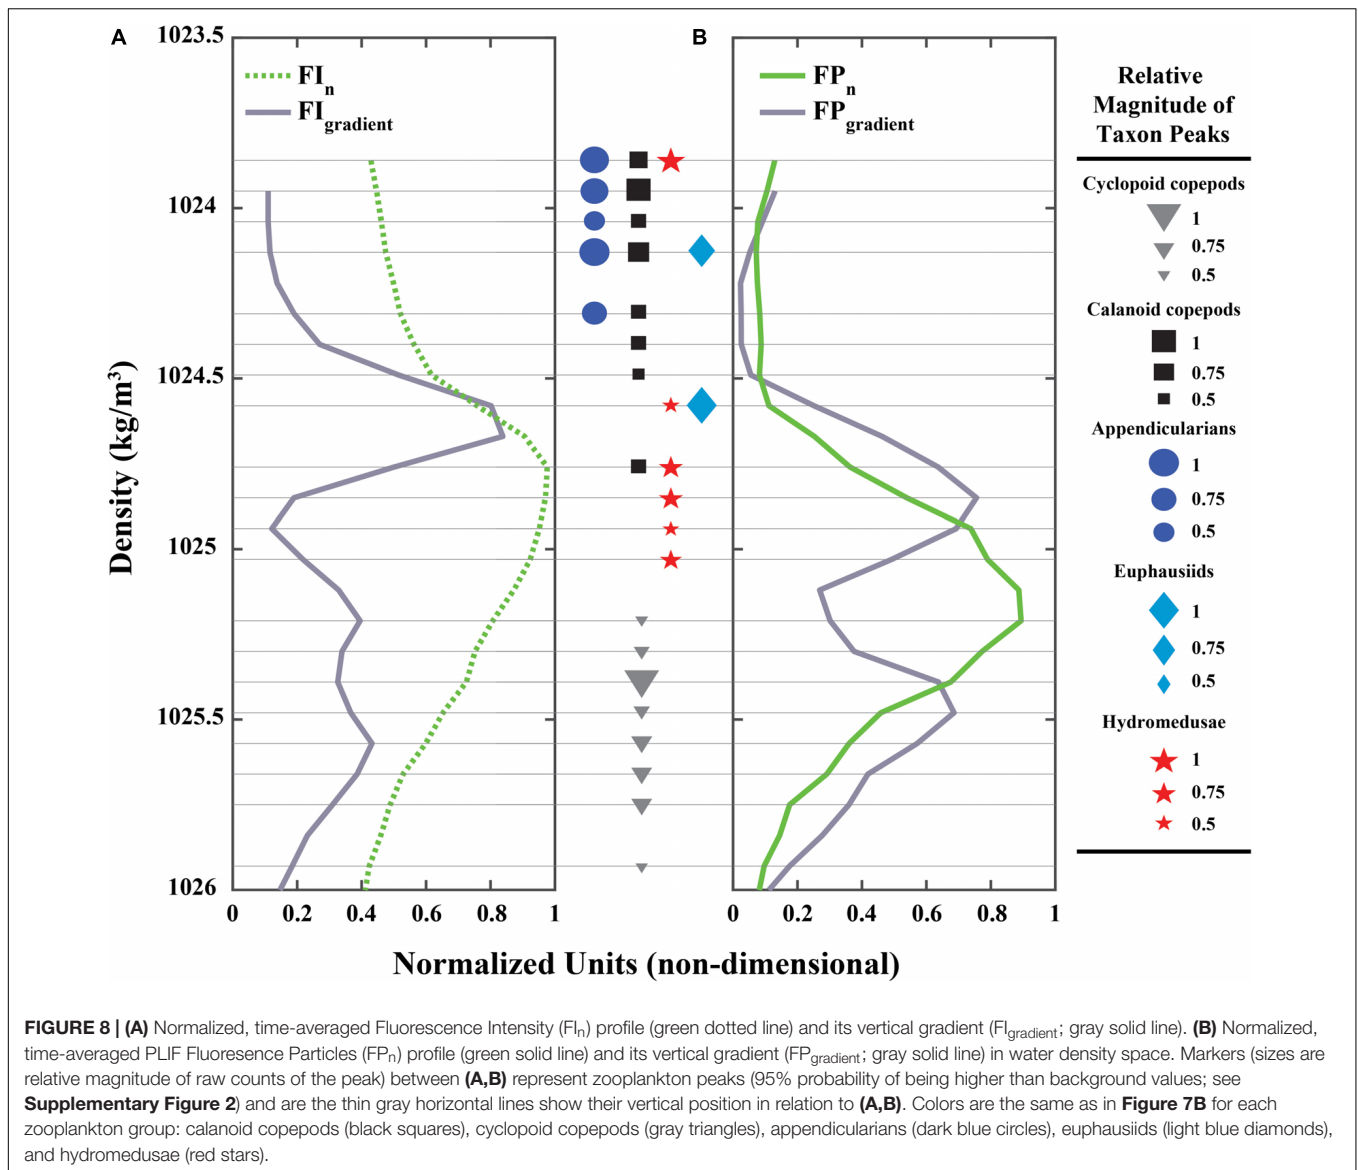 A
1023.5
1024
1024.5
1025
1025.5
1026
Density (kg/m³)
FIn
FIgradient
0 0.2 0.4 0.6 0.8 1
B
FPn
FPgradient
0 0.2 0.4 0.6 0.8 1
Normalized Units (non-dimensional)
Relative
Magnitude of
Taxon Peaks
Cyclopoid copepods
1
0.75
0.5
Calanoid copepods
1
0.75
0.5
Appendicularians
1
0.75
0.5
Euphausiids
1
0.75
0.5
Hydromedusae
1
0.75
0.5
FIGURE 8 | (A) Normalized, time-averaged Fluorescence Intensity (FIn) profile (green dotted line) and its vertical gradient (FIgradient; gray solid line). (B) Normalized,
time-averaged PLIF Fluoresence Particles (FPn) profile (green solid line) and its vertical gradient (FPgradient; gray solid line) in water density space. Markers (sizes are
relative magnitude of raw counts of the peak) between (A,B) represent zooplankton peaks (95% probability of being higher than background values; see
Supplementary Figure 2) and are the thin gray horizontal lines show their vertical position in relation to (A,B). Colors are the same as in Figure 7B for each
zooplankton group: calanoid copepods (black squares), cyclopoid copepods (gray triangles), appendicularians (dark blue circles), euphausiids (light blue diamonds),
and hydromedusae (red stars).